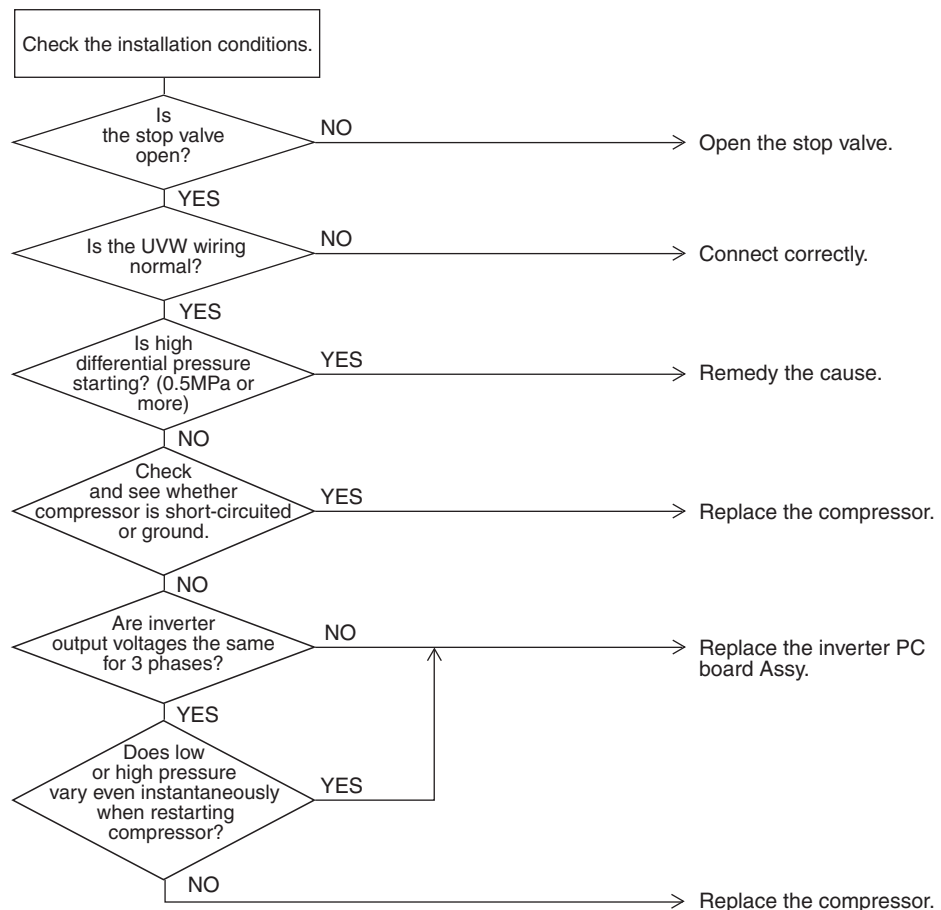 Check the installation conditions.
Is
the stop valve
open?
NO
Open the stop valve.
YES
Is the UVW wiring
normal?
NO
Connect correctly.
YES
Is high
differential pressure
starting? (0.5MPa or
more)
YES
Remedy the cause.
NO
Check
and see whether
compressor is short-circuited
or ground.
YES
Replace the compressor.
NO
Are inverter
output voltages the same
for 3 phases?
NO
Replace the inverter PC
board Assy.
YES
Does low
or high pressure
vary even instantaneously
when restarting
compressor?
YES
NO
Replace the compressor.